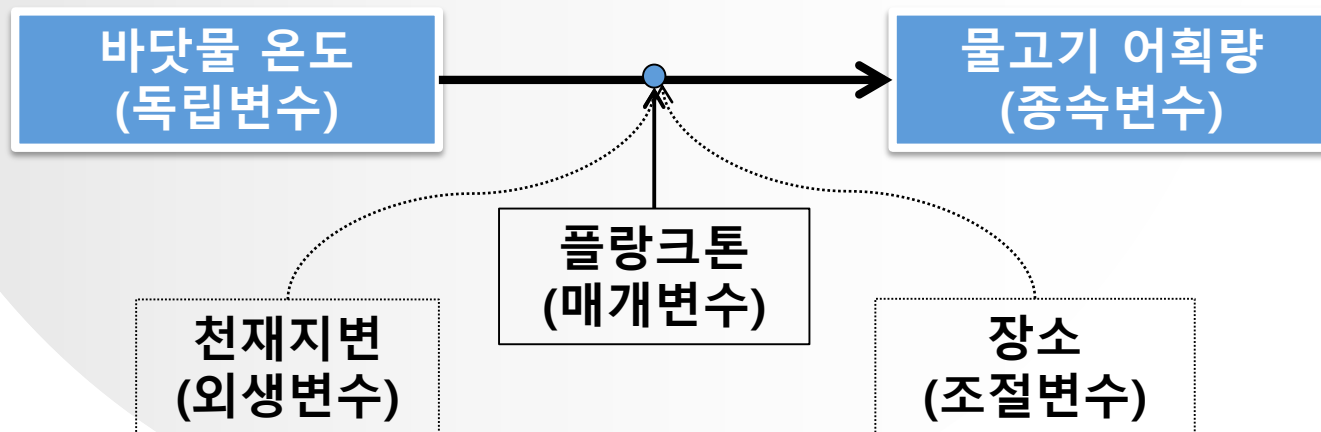 바닷물 온도
(독립변수)
물고기 어획량
(종속변수)
플랑크톤
(매개변수)
천재지변
(외생변수)
장소
(조절변수)